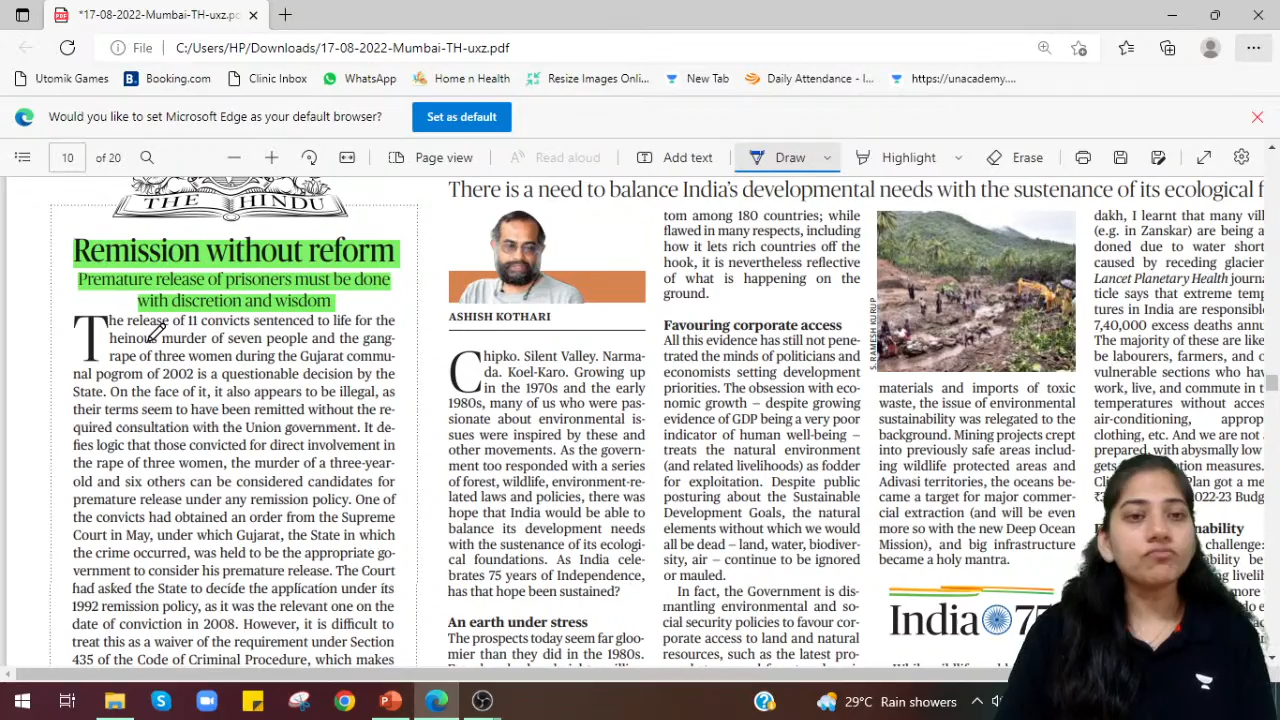 *17-08-2022-Mumbai-TH-uxz.pd
File C:/Users/HP/Downloads/17-08-2022-Mumbai-TH-uxz.pdf
Utomik Games Booking.com Clinic Inbox WhatsApp Home n Health Resize Images Onli... New Tab Daily Attendance - I... https://unacademy....
Would you like to set Microsoft Edge as your default browser? Set as default
10 of 20 Page view Read aloud Add text Draw Highlight Erase
THE HINDU
Remission without reform
Premature release of prisoners must be done
with discretion and wisdom
The release of 11 convicts sentenced to life for the
heinous murder of seven people and the gang-
rape of three women during the Gujarat commu-
nal pogrom of 2002 is a questionable decision by the
State. On the face of it, it also appears to be illegal, as
their terms seem to have been remitted without the re-
quired consultation with the Union government. It de-
fies logic that those convicted for direct involvement in
the rape of three women, the murder of a three-year-
old and six others can be considered candidates for
premature release under any remission policy. One of
the convicts had obtained an order from the Supreme
Court in May, under which Gujarat, the State in which
the crime occurred, was held to be the appropriate go-
vernment to consider his premature release. The Court
had asked the State to decide the application under its
1992 remission policy, as it was the relevant one on the
date of conviction in 2008. However, it is difficult to
treat this as a waiver of the requirement under Section
435 of the Code of Criminal Procedure, which makes
There is a need to balance India's developmental needs with the sustenance of its ecological f
ASHISH KOTHARI
Chipko. Silent Valley. Narma-
da. Koel-Karo. Growing up
in the 1970s and the early
1980s, many of us who were pas-
sionate about environmental is-
sues were inspired by these and
other movements. As the govern-
ment too responded with a series
of forest, wildlife, environment-re-
lated laws and policies, there was
hope that India would be able to
balance its development needs
with the sustenance of its ecologi-
cal foundations. As India cele-
brates 75 years of Independence,
has that hope been sustained?
An earth under stress
The prospects today seem far gloo-
mier than they did in the 1980s.
tom among 180 countries; while
flawed in many respects, including
how it lets rich countries off the
hook, it is nevertheless reflective
of what is happening on the
ground.
Favouring corporate access
All this evidence has still not pene-
trated the minds of politicians and
economists setting development
priorities. The obsession with eco-
nomic growth – despite growing
evidence of GDP being a very poor
indicator of human well-being –
treats the natural environment
(and related livelihoods) as fodder
for exploitation. Despite public
posturing about the Sustainable
Development Goals, the natural
elements without which we would
all be dead – land, water, biodiver-
sity, air – continue to be ignored
or mauled.
In fact, the Government is dis-
mantling environmental and so-
cial security policies to favour cor-
porate access to land and natural
resources, such as the latest pro-
S. RAMESH KURUP
materials and imports of toxic
waste, the issue of environmental
sustainability was relegated to the
background. Mining projects crept
into previously safe areas includ-
ing wildlife protected areas and
Adivasi territories, the oceans be-
came a target for major commer-
cial extraction (and will be even
more so with the new Deep Ocean
Mission), and big infrastructure
became a holy mantra.
India 75
dakh, I learnt that many vill
(e.g. in Zanskar) are being a
doned due to water short
caused by receding glacier
Lancet Planetary Health journa
ticle says that extreme temp
tures in India are responsible
7,40,000 excess deaths annu
The majority of these are like
be labourers, farmers, and o
vulnerable sections who hav
work, live, and commute in t
temperatures without acces
air-conditioning, approp
clothing, etc. And we are not
prepared, with abysmally low
29°C Rain showers